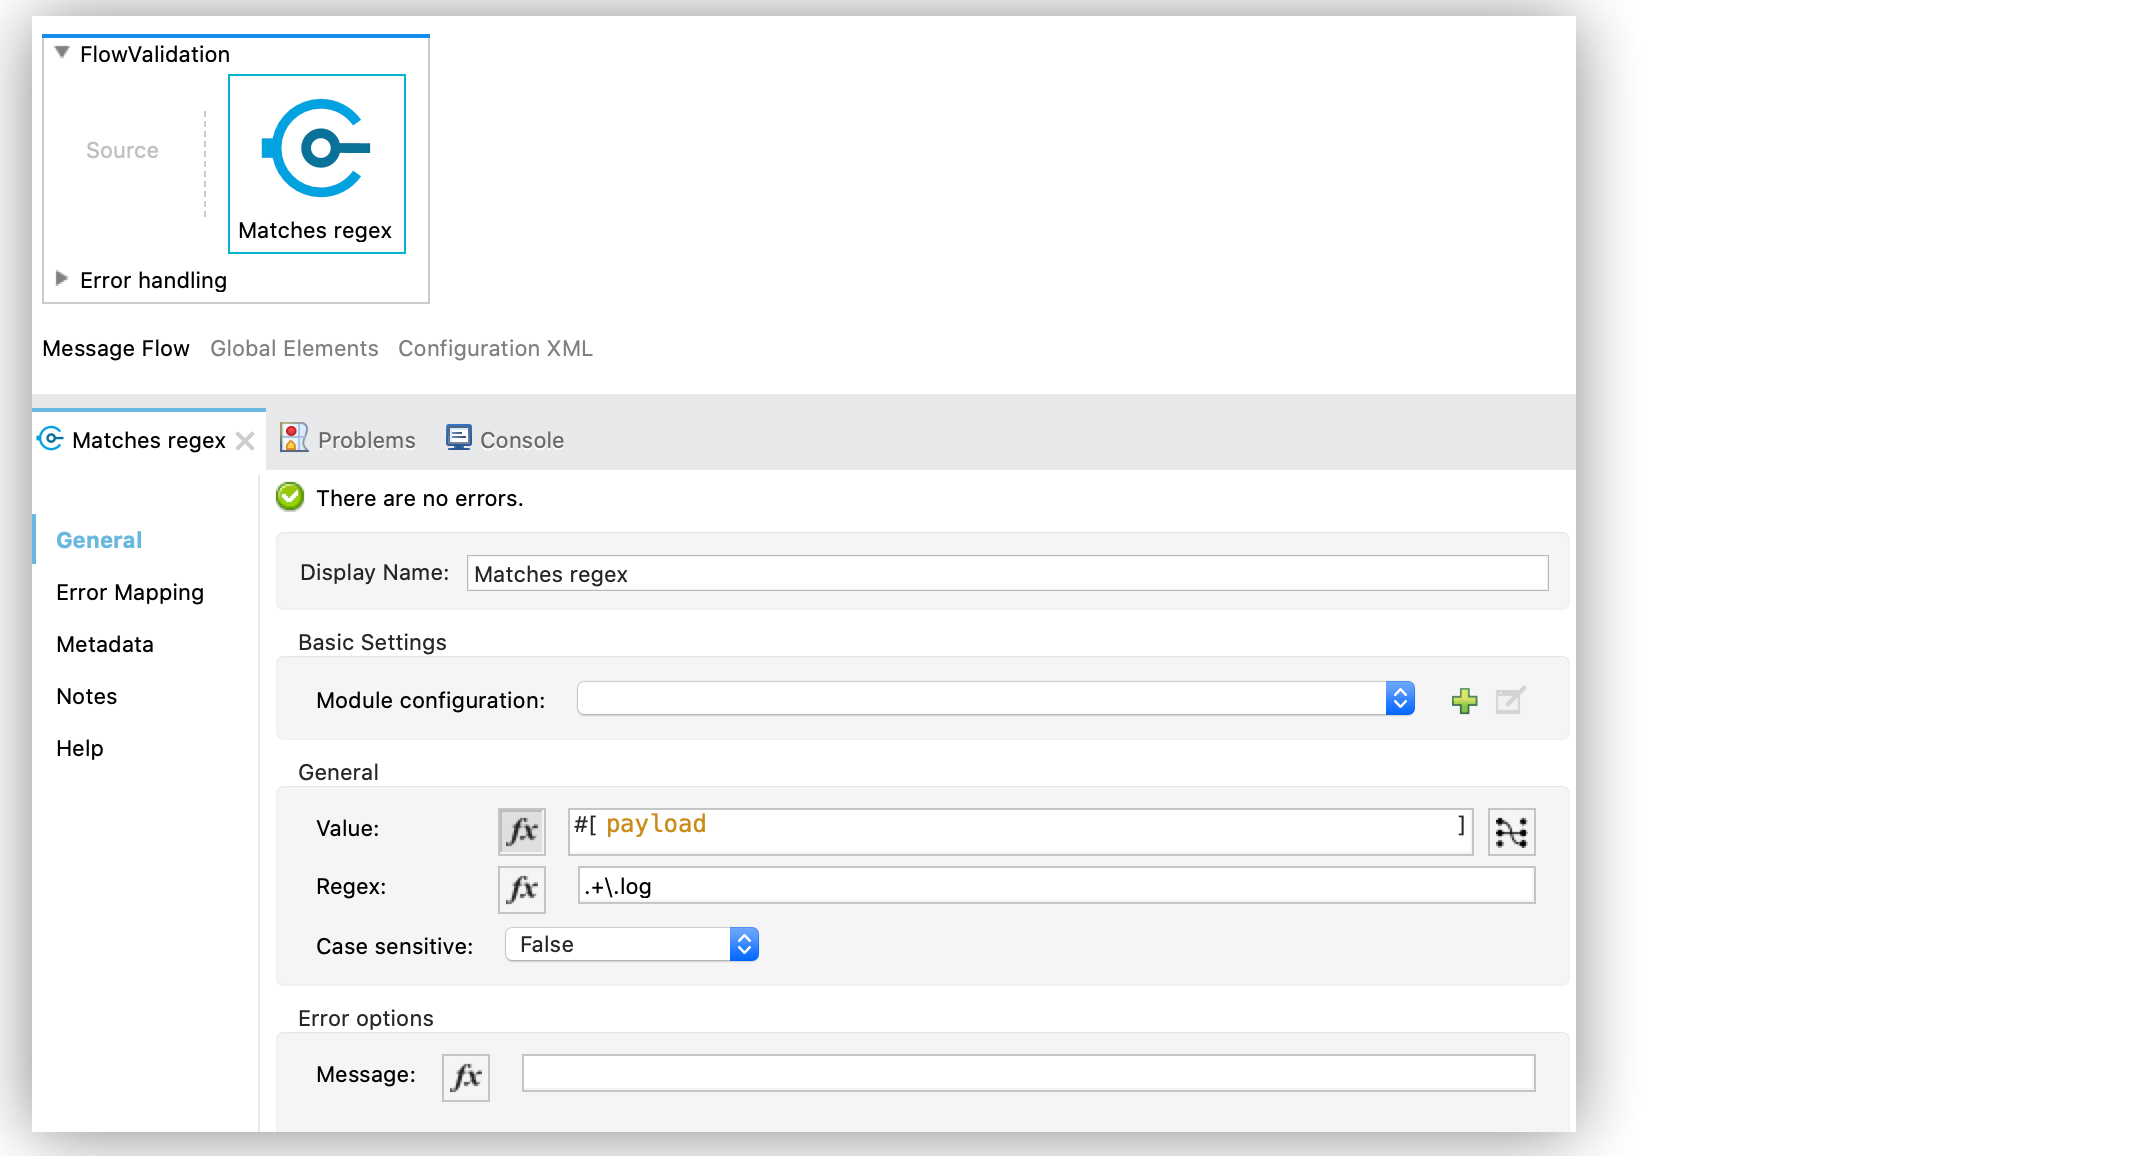 FlowValidation
Source
Matches regex
Error handling
Message Flow Global Elements Configuration XML
Matches regex Problems Console
There are no errors.
General
Error Mapping
Metadata
Notes
Help
Display Name: Matches regex
Basic Settings
Module configuration:
General
Value: fx #[ payload ]
Regex: fx .+\.log
Case sensitive: False
Error options
Message: fx